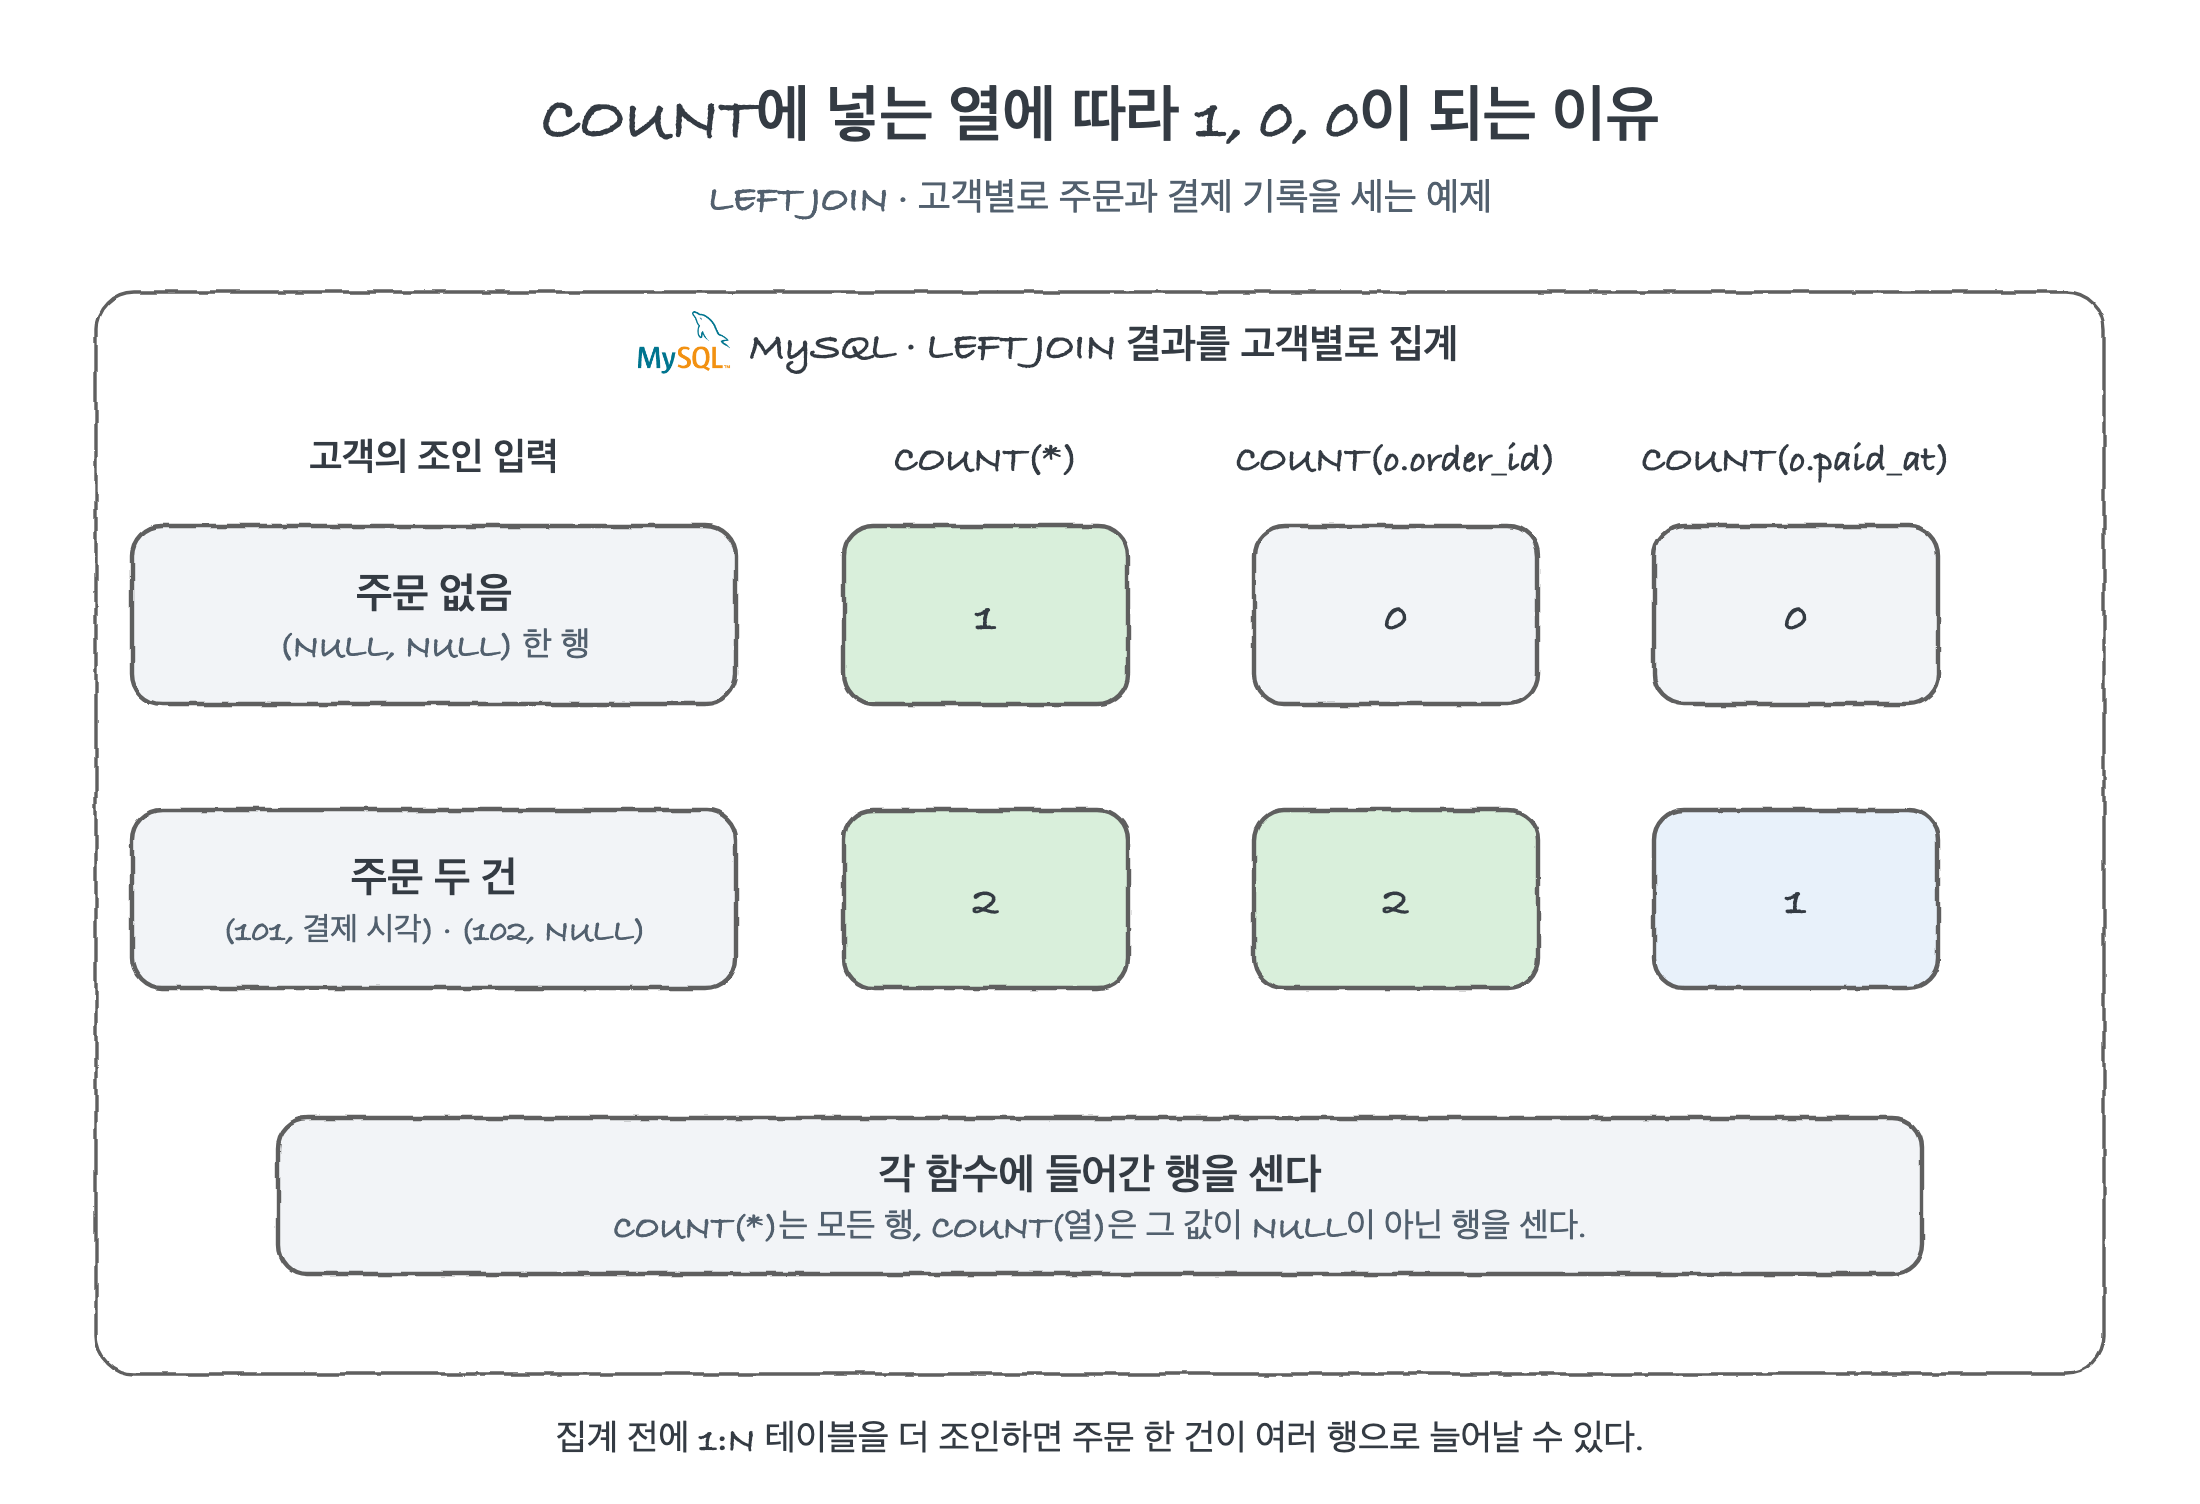 COUNT에 넣는 열에 따라 1, 0, 0이 되는 이유
LEFT JOIN · 고객별로 주문과 결제 기록을 세는 예제
MySQL™ MySQL · LEFT JOIN 결과를 고객별로 집계
고객의 조인 입력 COUNT(*) COUNT(o.order_id) COUNT(o.paid_at)
주문 없음
(NULL, NULL) 한 행
1 0 0
주문 두 건
(101, 결제 시각) · (102, NULL)
2 2 1
각 함수에 들어간 행을 센다
COUNT(*)는 모든 행, COUNT(열)은 그 값이 NULL이 아닌 행을 센다.
집계 전에 1:N 테이블을 더 조인하면 주문 한 건이 여러 행으로 늘어날 수 있다.